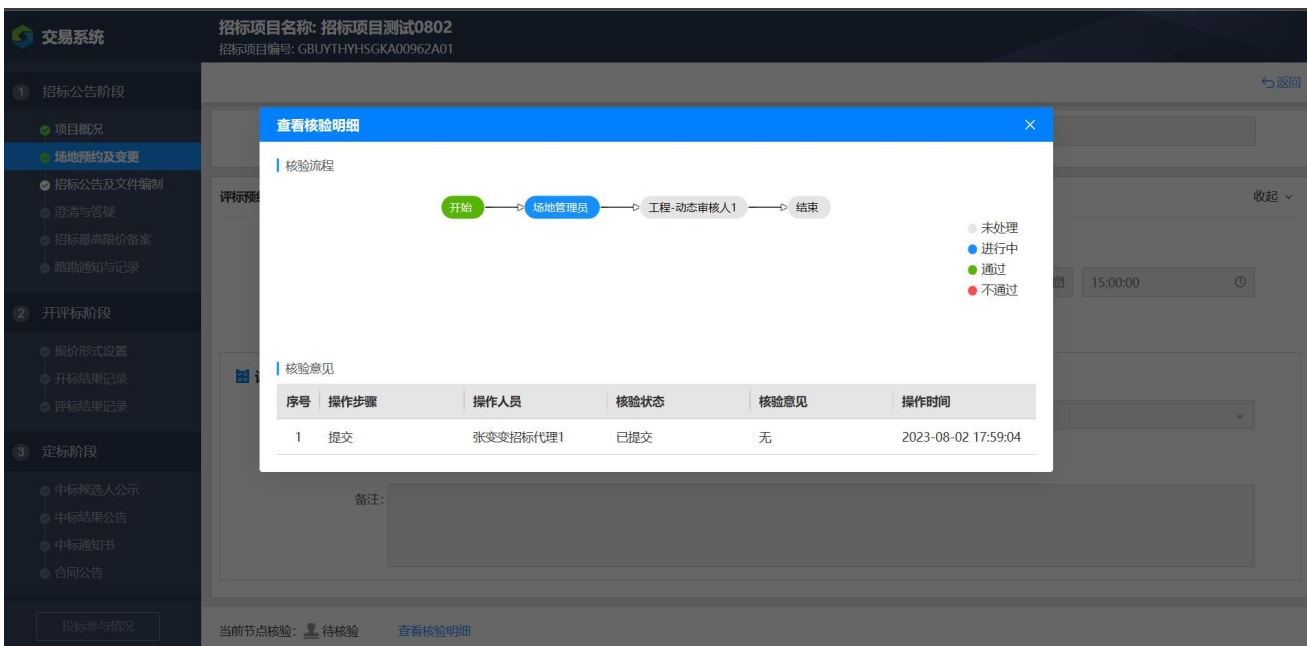 交易系统
招标项目名称: 招标项目测试0802
招标项目编号: GBUYTHYHSGKA00962A01
返回
1 招标公告阶段
项目概况
场地预约及变更
招标公告及文件编制
澄清与答疑
招标最高限价备案
踏勘通知与记录
2 开评标阶段
报价形式设置
开标结果记录
评标结果记录
3 定标阶段
中标候选人公示
中标结果公告
中标通知书
合同公告
投标参与情况
评标预
收起
15:00:00
查看核验明细
核验流程
开始 场地管理员 工程-动态审核人1 结束
未处理
进行中
通过
不通过
核验意见
序号 操作步骤 操作人员 核验状态 核验意见 操作时间
1 提交 张变变招标代理1 已提交 无 2023-08-02 17:59:04
备注:
当前节点核验: 待核验 查看核验明细